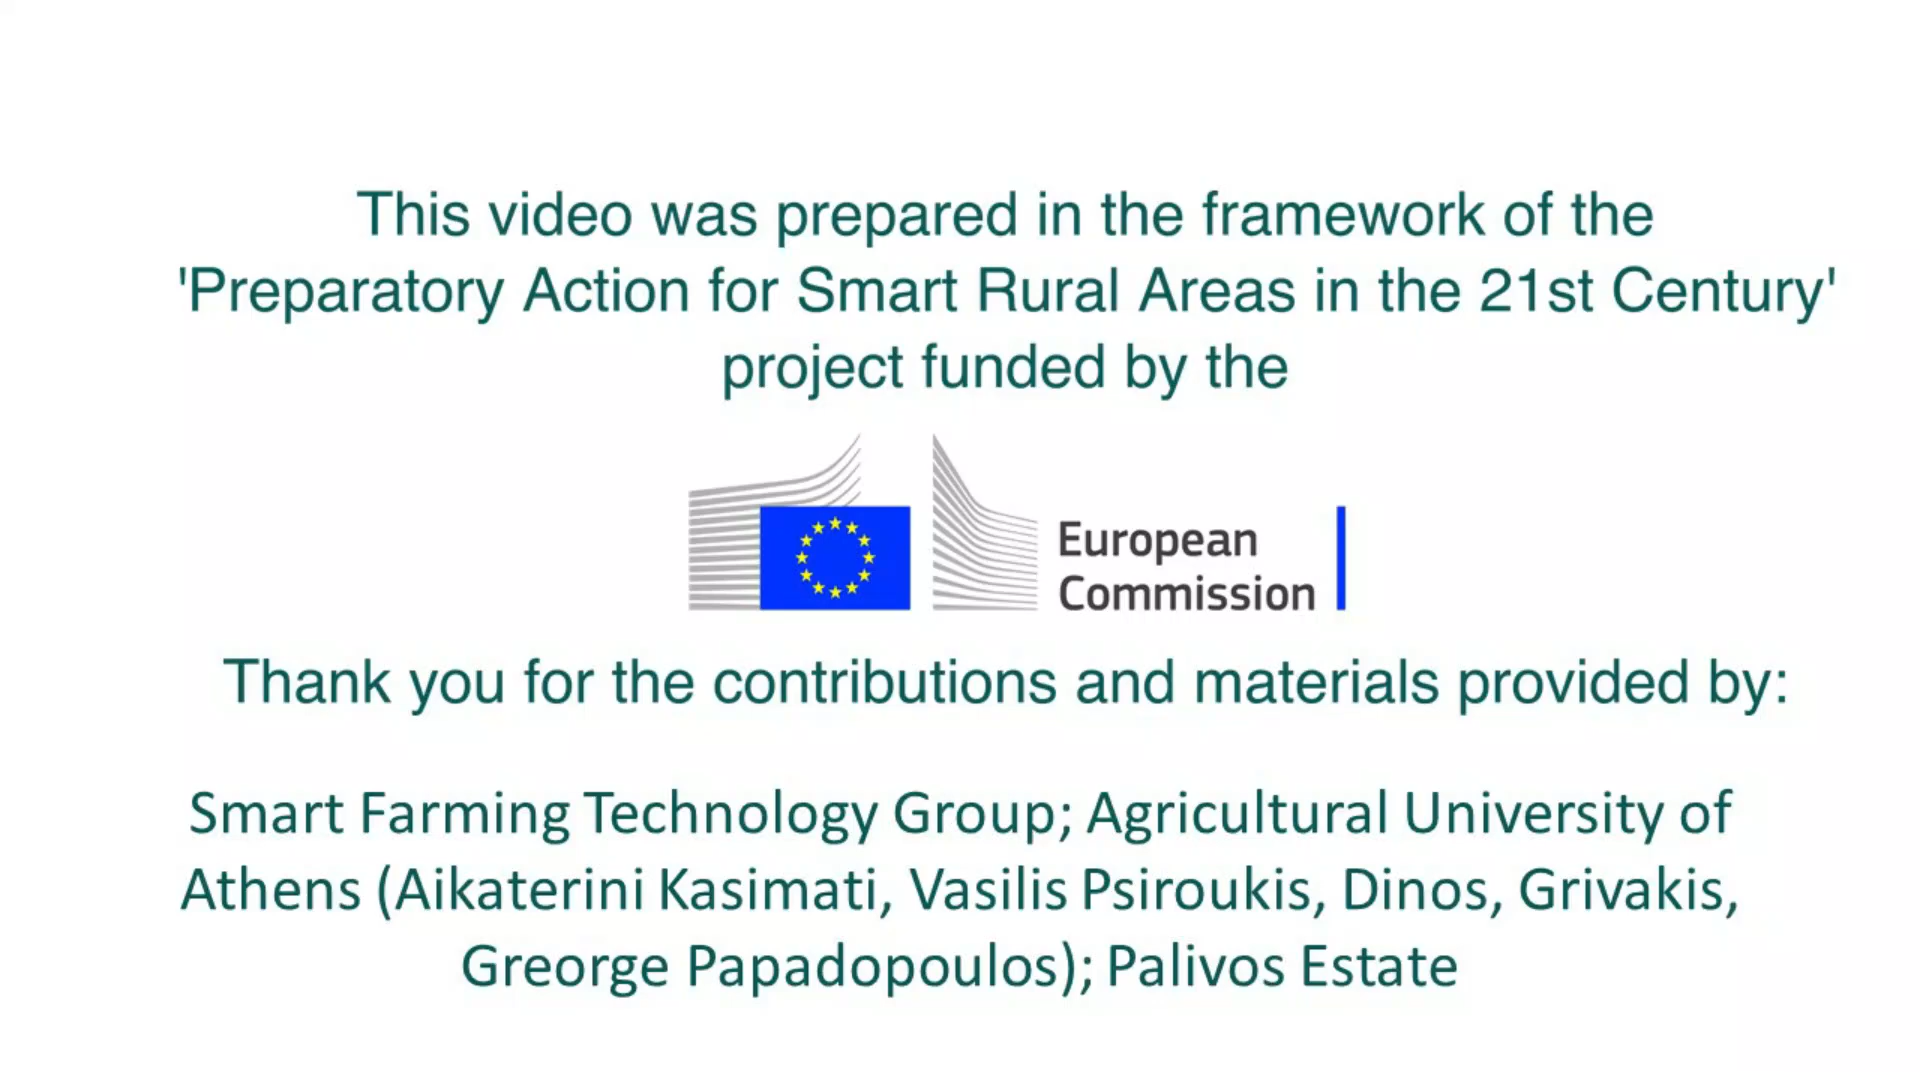 This video was prepared in the framework of the
'Preparatory Action for Smart Rural Areas in the 21st Century'
project funded by the
European
Commission
Thank you for the contributions and materials provided by:
Smart Farming Technology Group; Agricultural University of
Athens (Aikaterini Kasimati, Vasilis Psiroukis, Dinos, Grivakis,
Greorge Papadopoulos); Palivos Estate